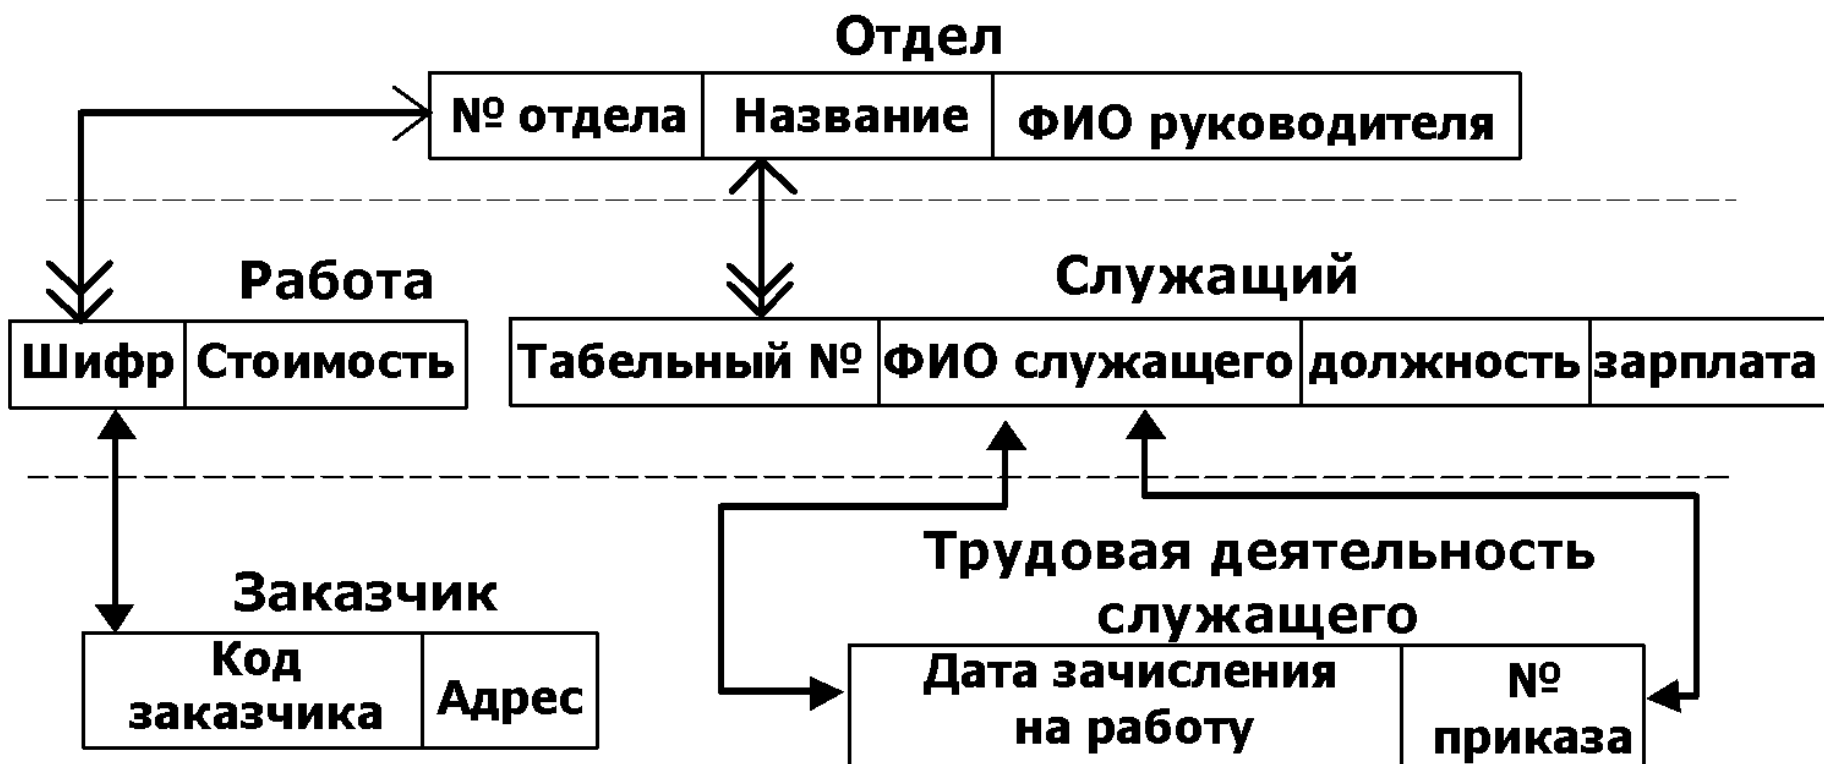 Отдел
№ отдела Название ФИО руководителя
Работа Служащий
Шифр Стоимость Табельный № ФИО служащего должность зарплата
Трудовая деятельность
служащего
Заказчик
Код
заказчика Адрес
Дата зачисления
на работу
№
приказа